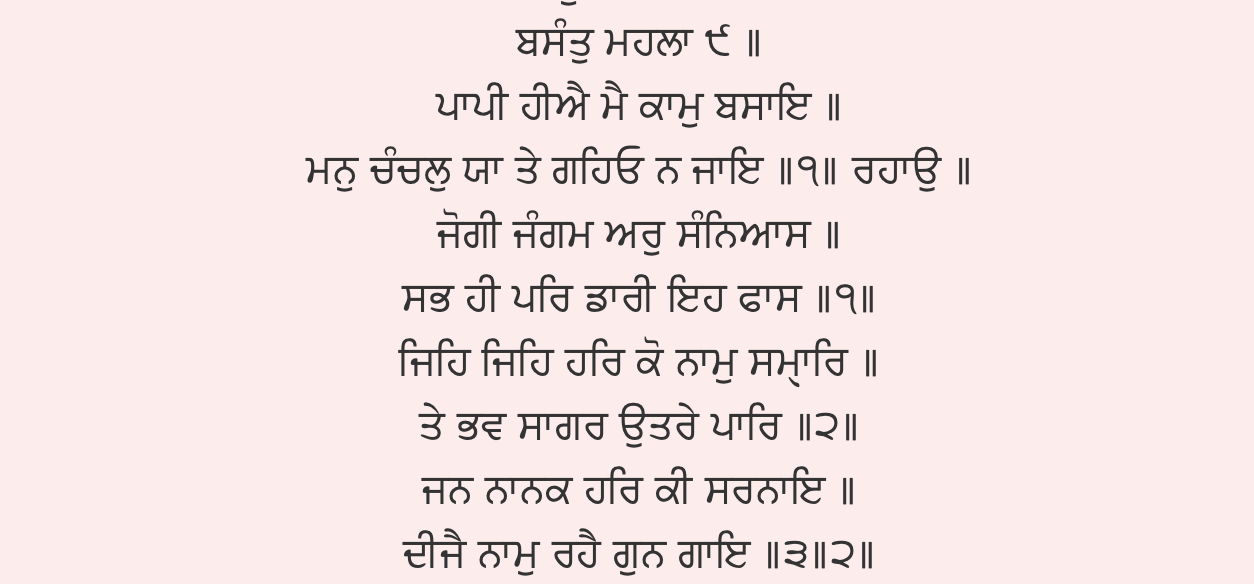 ਬਸੰਤੁ ਮਹਲਾ ੯ ॥
ਪਾਪੀ ਹੀਐ ਮੈ ਕਾਮੁ ਬਸਾਇ ॥
ਮਨੁ ਚੰਚਲੁ ਯਾ ਤੇ ਗਹਿਓ ਨ ਜਾਇ ॥੧॥ ਰਹਾਉ ॥
ਜੋਗੀ ਜੰਗਮ ਅਰੁ ਸੰਨਿਆਸ ॥
ਸਭ ਹੀ ਪਰਿ ਡਾਰੀ ਇਹ ਫਾਸ ॥੧॥
ਜਿਹਿ ਜਿਹਿ ਹਰਿ ਕੋ ਨਾਮੁ ਸਮੑਾਰਿ ॥
ਤੇ ਭਵ ਸਾਗਰ ਉਤਰੇ ਪਾਰਿ ॥੨॥
ਜਨ ਨਾਨਕ ਹਰਿ ਕੀ ਸਰਨਾਇ ॥
ਦੀਜੈ ਨਾਮੁ ਰਹੈ ਗੁਨ ਗਾਇ ॥੩॥੨॥